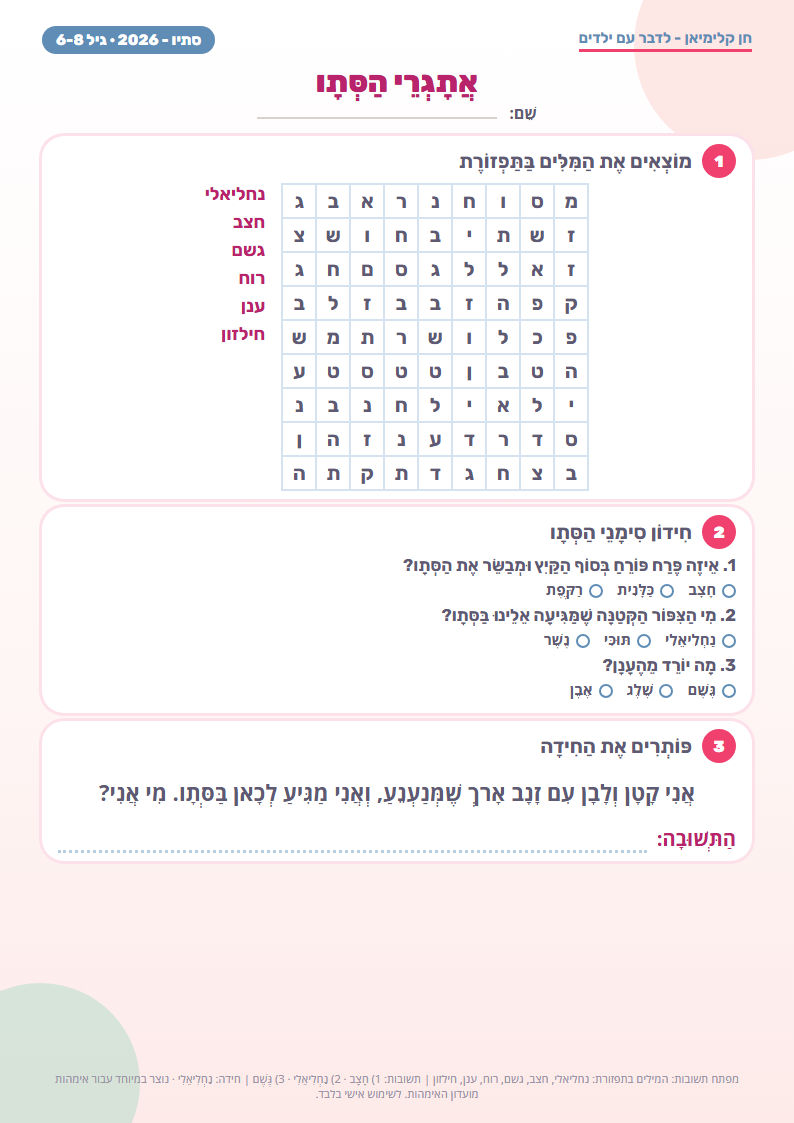 חן קלימיאן - לדבר עם ילדים
סתיו - 2026 • גיל 6-8
אֶתְגְּרֵי הַסְּתָו
שֵׁם:
1 מוֹצְאִים אֶת הַמִּלִּים בַּתַּפְזוֹרֶת
מ ס ו ח נ ר א ב ג
ז ש ת י ב ח ו ש צ
ז א ל ל ג ס ם ח ג
ק פ ה ז ב ב ז ל ב
פ כ ל ו ש ר ת מ ש
ה ט ב ן ט ט ס ט ע
י ל א י ל ח נ ב נ
ס ד ר ד ע נ ז ה ן
ב צ ח ג ד ת ק ת ה
נחליאלי
חצב
גשם
רוח
ענן
חילזון
2 חִידוֹן סִימָנֵי הַסְּתָו
1. אֵיזֶה פֶּרַח פּוֹרֵחַ בְּסוֹף הַקַּיִץ וּמְבַשֵּׂר אֶת הַסְּתָו?
חָצָב כַּלָּנִית רַקֶּפֶת
2. מִי הַצִּפּוֹר הַקְּטַנָּה שֶׁמַּגִּיעָה אֵלֵינוּ בַּסְּתָו?
נַחְלִיאֵלִי תּוּכִּי נֶשֶׁר
3. מָה יוֹרֵד מֵהֶעָנָן?
גֶּשֶׁם שֶׁלֶג אֶבֶן
3 פּוֹתְרִים אֶת הַחִידָה
אֲנִי קָטָן וְלָבָן עִם זָנָב אָרֹךְ שֶׁמְּנַעְנֵעַ, וַאֲנִי מַגִּיעַ לְכָאן בַּסְּתָו. מִי אֲנִי?
הַתְּשׁוּבָה:
מפתח תשובות: המילים בתפזורת: נחליאלי, חצב, גשם, רוח, ענן, חילזון | תשובות: 1) חָצָב · 2) נַחְלִיאֵלִי · 3) גֶּשֶׁם | חידה: נַחְלִיאֵלִי · נוצר במיוחד עבור אימהות
מועדון האימהות. לשימוש אישי בלבד.